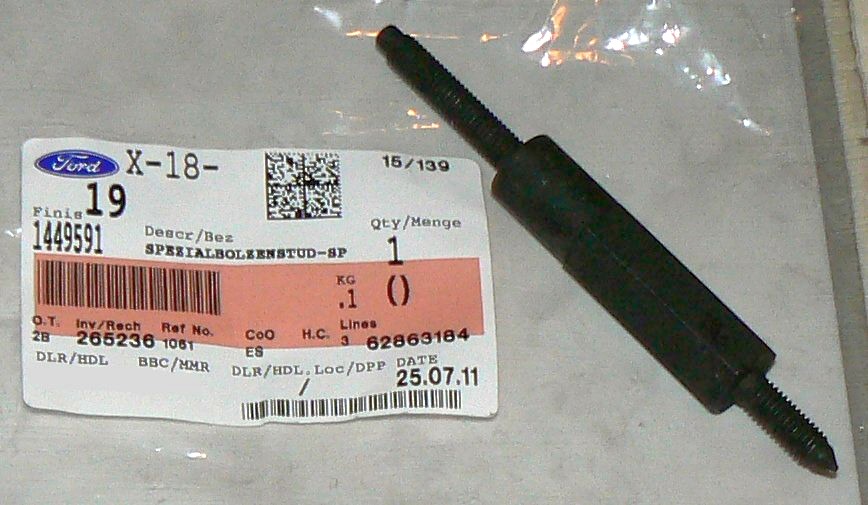 Ford X-18- 15/139
19
Finis Descr/Bez Qty/Menge
1449591 SPEZIALBOLZENSTUD-SP 1
KG
.1 ()
O.T. Inv/Rech Ref No. CoO H.C. Lines
2B 265236 1061 ES 3 62863184
DLR/HDL BBC/MMR DLR/HDL.Loc/DPP DATE
/ 25.07.11